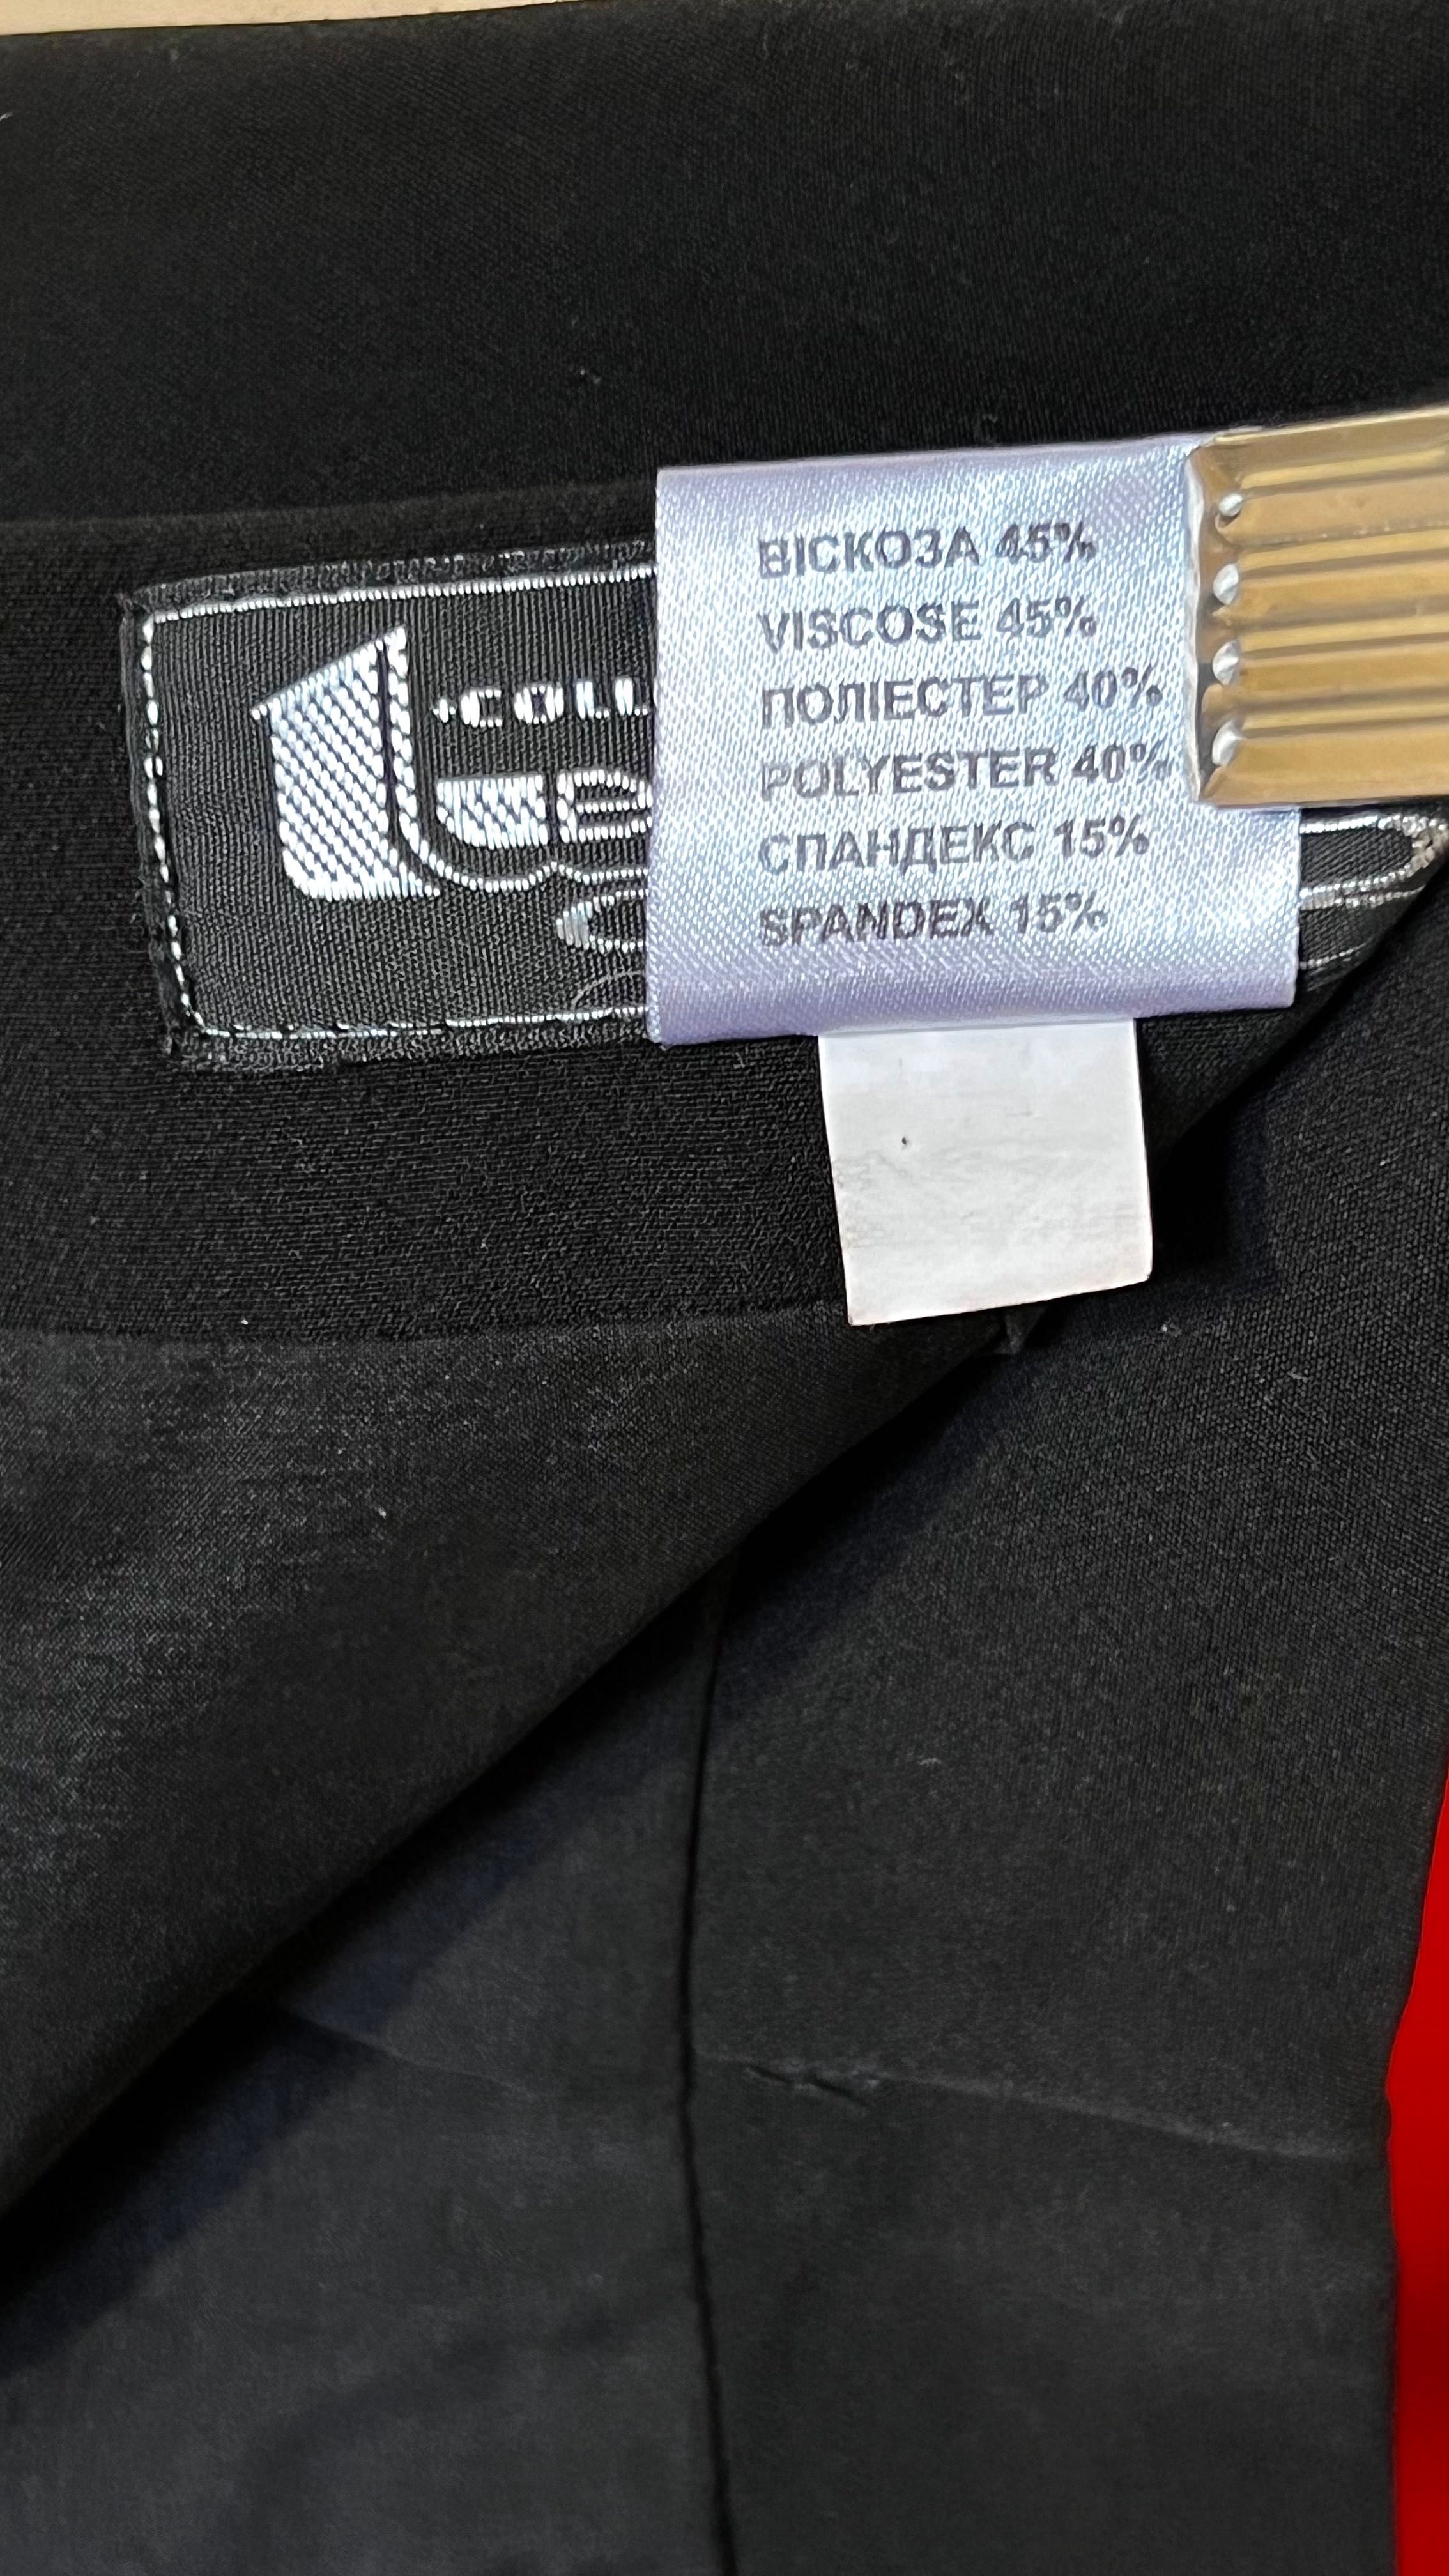 ВІСКОЗА 45%
VISCOSE 45%
ПОЛІЕСТЕР 40%
POLYESTER 40%
СПАНДЕКС 15%
SPANDEX 15%